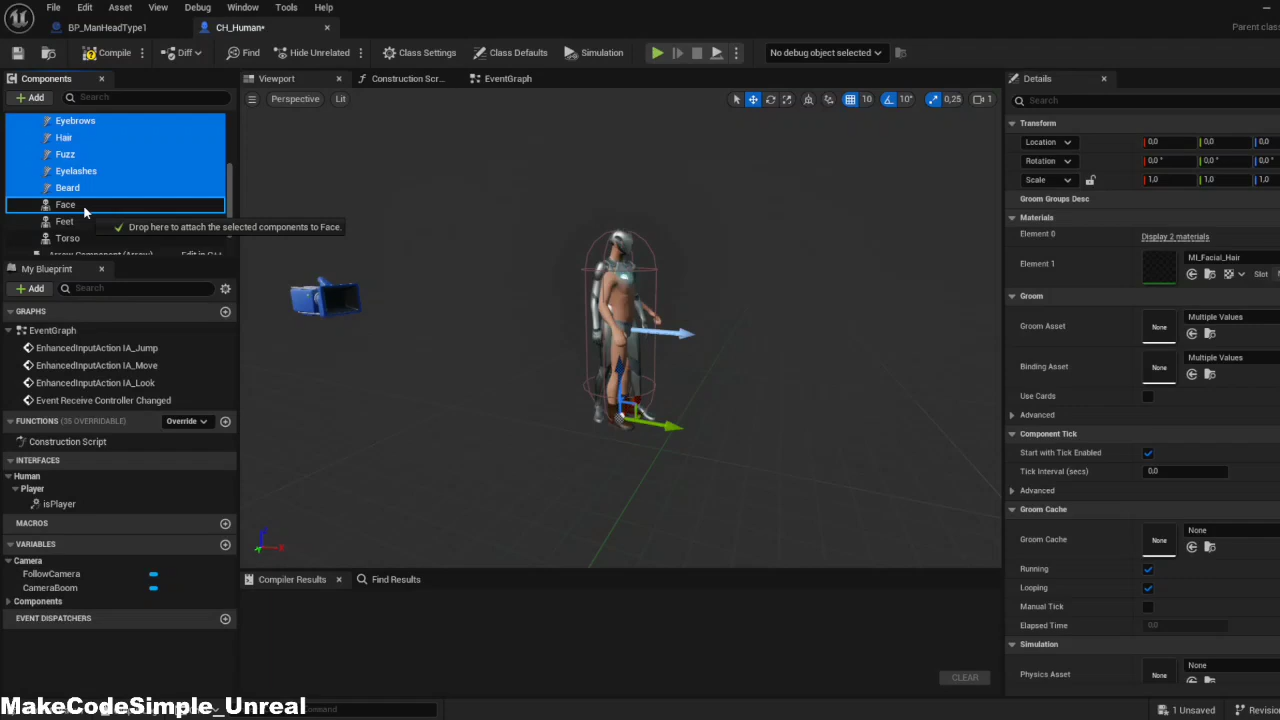 File Edit Asset View Debug Window Tools Help
BP_ManHeadType1 CH_Human* Parent class
Compile Diff Find Hide Unrelated Class Settings Class Defaults Simulation No debug object selected
Components Viewport Construction Scr... EventGraph Details
Add Search Perspective Lit 10 10° 0,25 1 Search
Eyebrows
Hair
Fuzz
Eyelashes
Beard
Face
Feet
Drop here to attach the selected components to Face.
Torso
Arrow Component (Arrow) Edit in C++
My Blueprint
Add Search
GRAPHS
EventGraph
EnhancedInputAction IA_Jump
EnhancedInputAction IA_Move
EnhancedInputAction IA_Look
Event Receive Controller Changed
FUNCTIONS (35 OVERRIDABLE) Override
Construction Script
INTERFACES
Human
Player
isPlayer
MACROS
VARIABLES
Camera
FollowCamera
CameraBoom
Components
EVENT DISPATCHERS
Z
X
Compiler Results Find Results
CLEAR
Transform
Location 0,0 0,0 0,0
Rotation 0,0 ° 0,0 ° 0,0 °
Scale 1,0 1,0 1,0
Groom Groups Desc
Materials
Element 0 Display 2 materials
Element 1 MI_Facial_Hair
Slot
Groom
Groom Asset None Multiple Values
Binding Asset None Multiple Values
Use Cards
Advanced
Component Tick
Start with Tick Enabled
Tick Interval (secs) 0,0
Advanced
Groom Cache
Groom Cache None None
Running
Looping
Manual Tick
Elapsed Time 0,0
Simulation
Physics Asset None None
MakeCodeSimple_Unreal
ommand
1 Unsaved Revisio